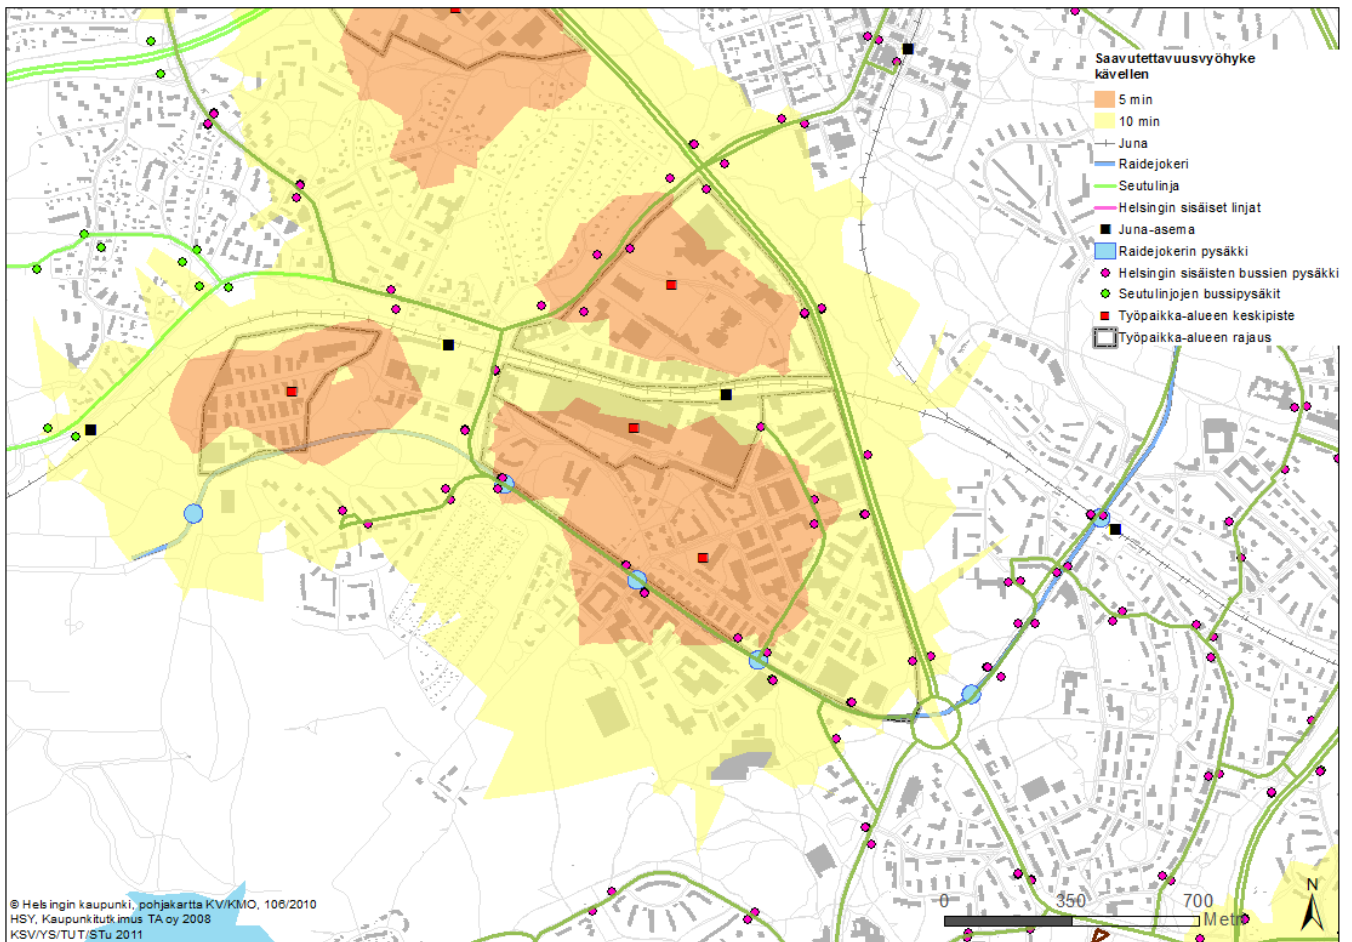 Saavutettavuusvyöhyke
kävellen
5 min
10 min
Juna
Raidejokeri
Seutulinja
Helsingin sisäiset linjat
Juna-asema
Raidejokerin pysäkki
Helsingin sisäisten bussien pysäkki
Seutulinjojen bussipysäkit
Työpaikka-alueen keskipiste
Työpaikka-alueen rajaus
© Helsingin kaupunki, pohjakartta KV/KMO, 106/2010
HSY, Kaupunkitutkimus TA oy 2008
KSV/YS/TUT/STu 2011
0 350 700
Metri
N